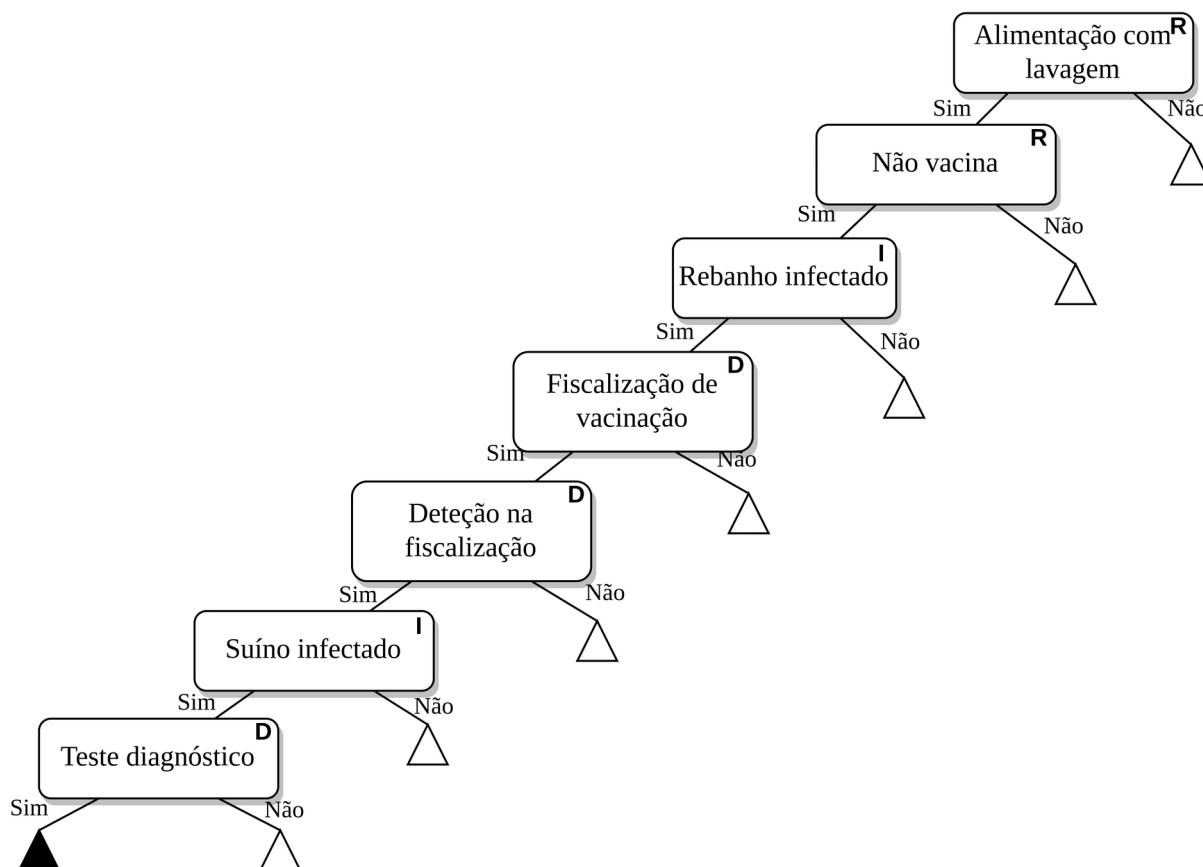 Alimentação com
lavagem
R
Sim
Não
Não vacina
R
Sim
Não
Rebanho infectado
I
Sim
Não
Fiscalização de
vacinação
D
Sim
Não
Deteção na
fiscalização
D
Sim
Não
Suíno infectado
I
Sim
Não
Teste diagnóstico
D
Sim
Não